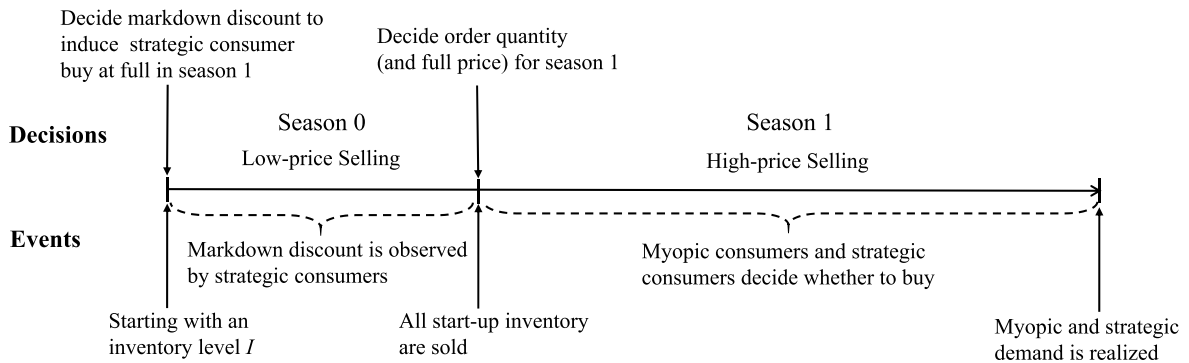 Decide markdown discount to
induce strategic consumer
buy at full in season 1
Decide order quantity
(and full price) for season 1
Decisions
Season 0
Low-price Selling
Season 1
High-price Selling
Events
Markdown discount is observed
by strategic consumers
Myopic consumers and strategic
consumers decide whether to buy
Starting with an
inventory level I
All start-up inventory
are sold
Myopic and strategic
demand is realized